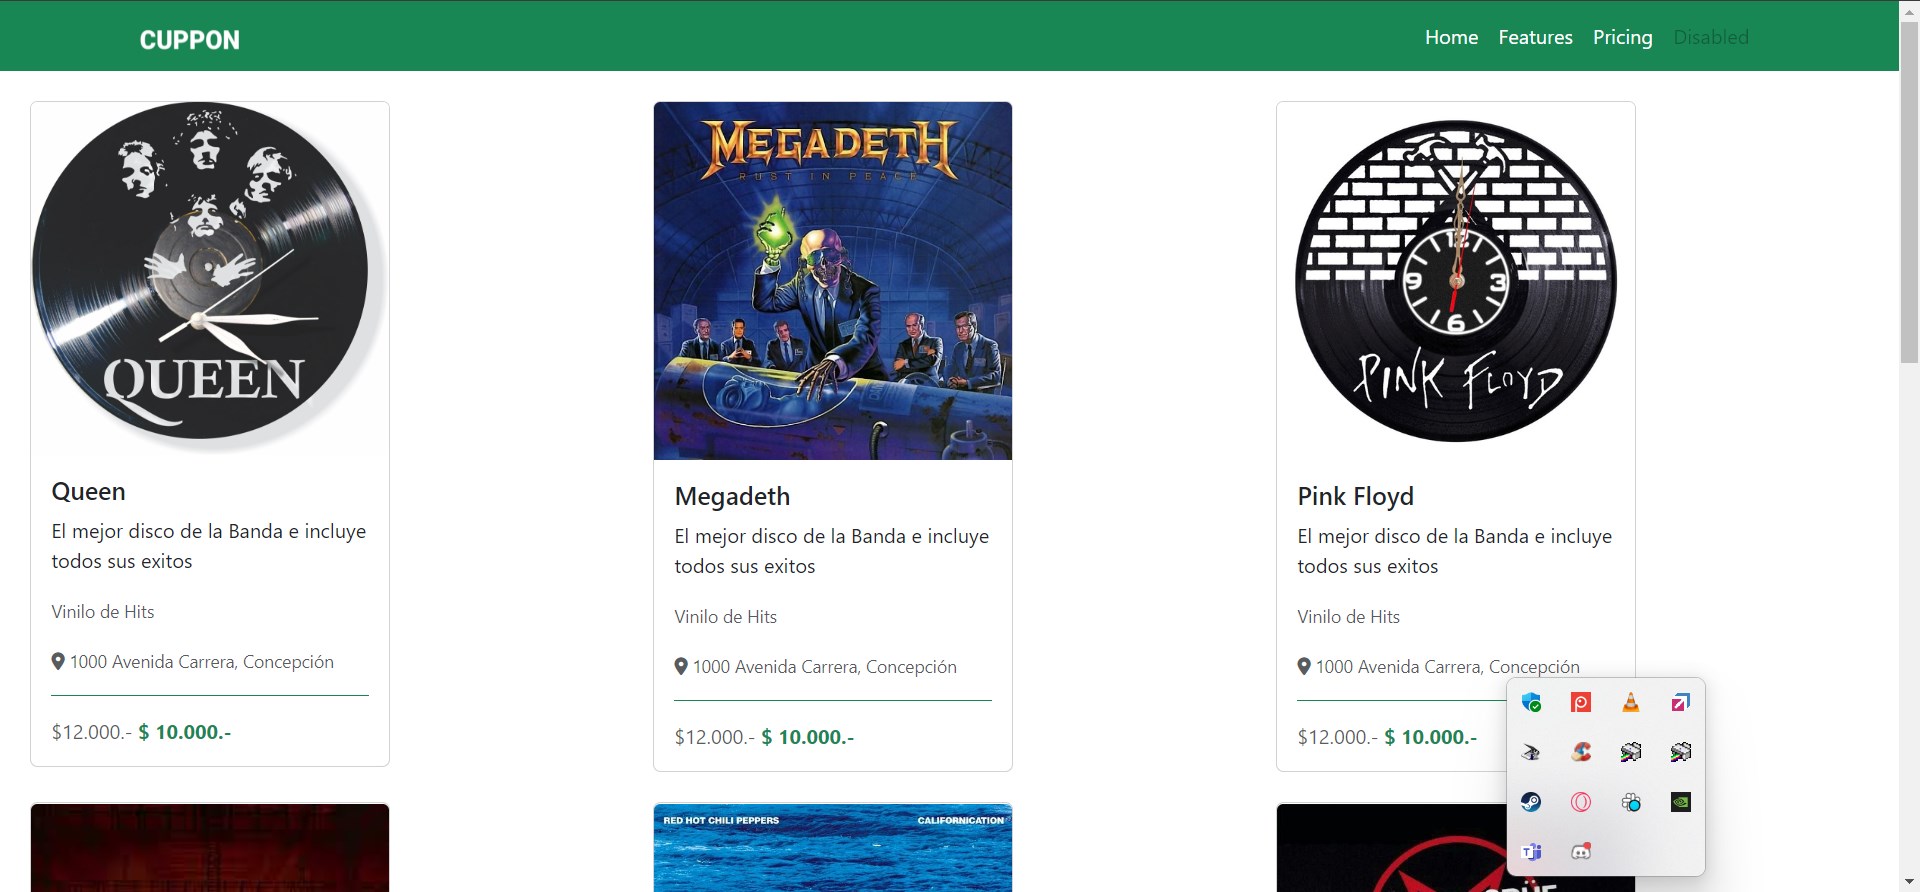 CUPPON
Home Features Pricing Disabled
QUEEN
Queen
El mejor disco de la Banda e incluye
todos sus exitos
Vinilo de Hits
1000 Avenida Carrera, Concepción
$12.000.- $ 10.000.-
MEGADETH
RUST IN PEACE
Megadeth
El mejor disco de la Banda e incluye
todos sus exitos
Vinilo de Hits
1000 Avenida Carrera, Concepción
$12.000.- $ 10.000.-
12
9 3
6
PINK FLOYD
Pink Floyd
El mejor disco de la Banda e incluye
todos sus exitos
Vinilo de Hits
1000 Avenida Carrera, Concepción
$12.000.- $ 10.000.-
RED HOT CHILI PEPPERS CALIFORNICATION